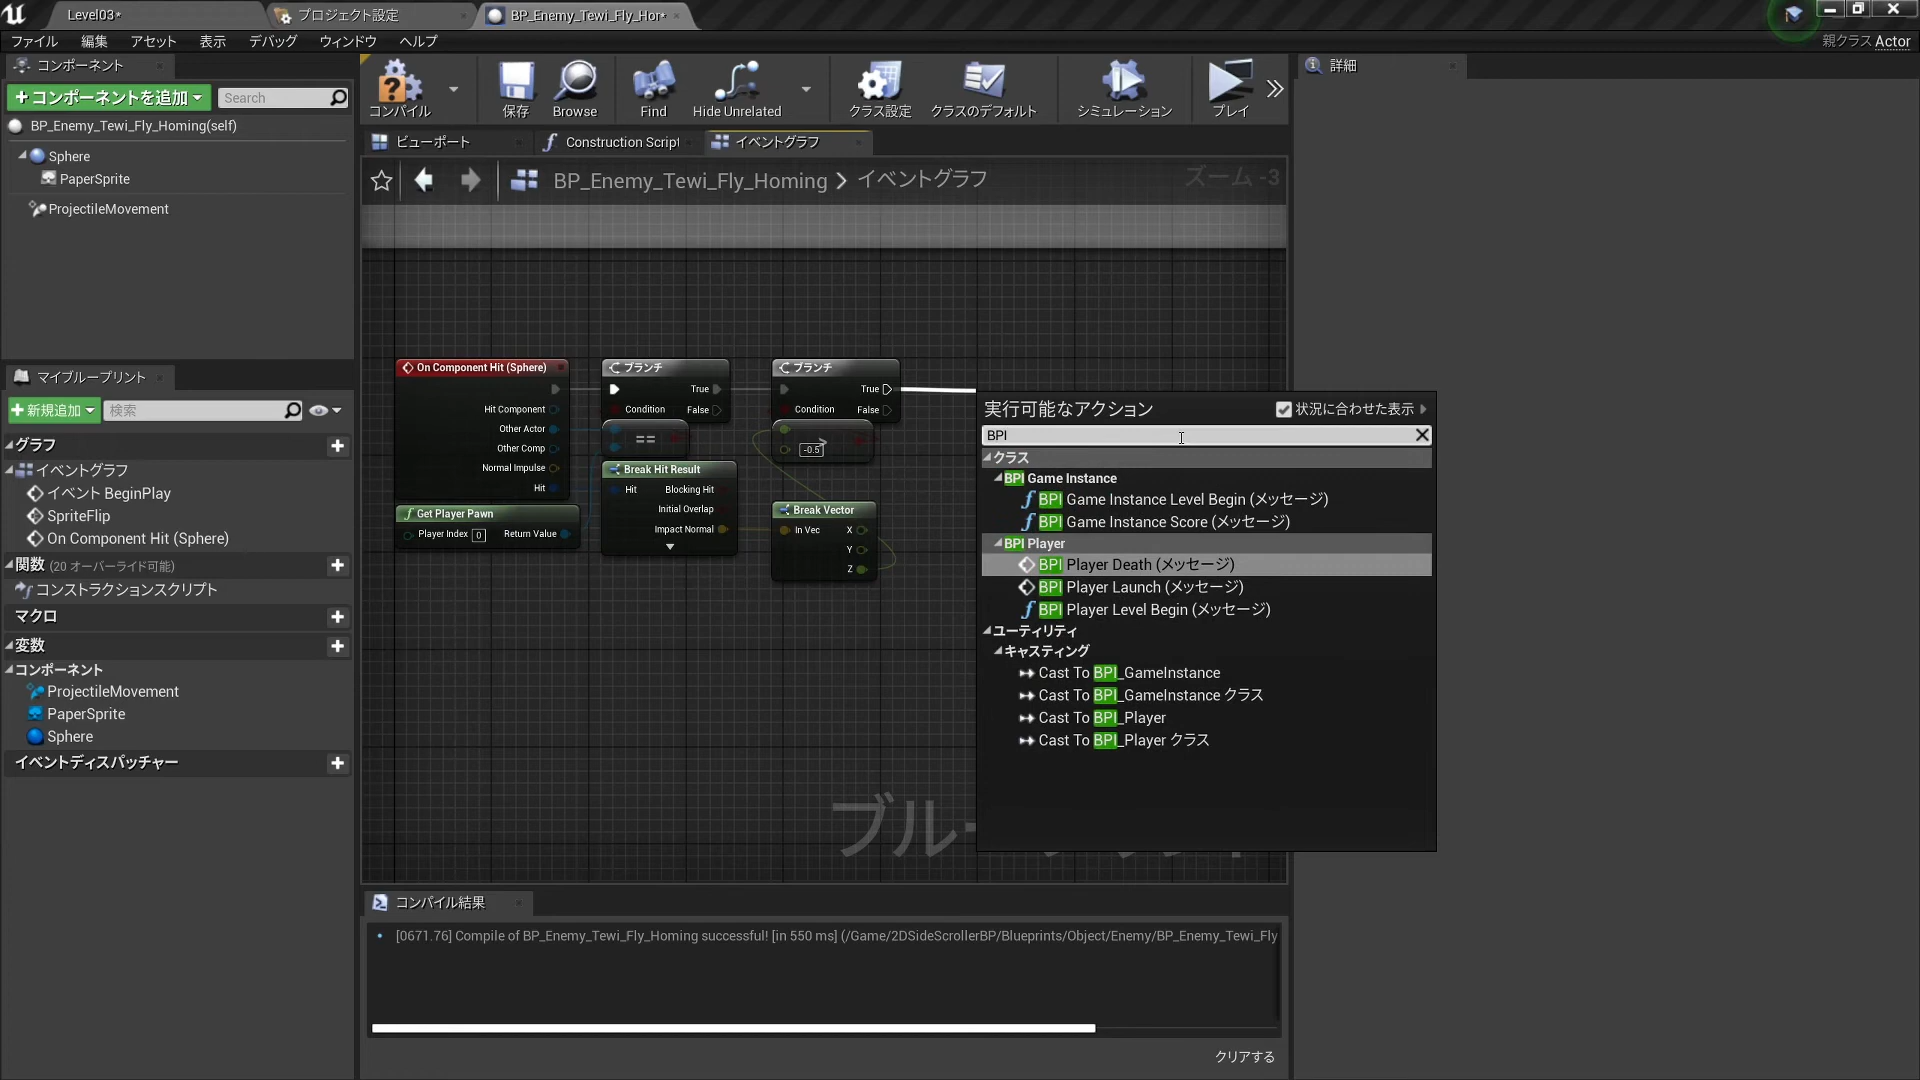 Level03*
プロジェクト設定
BP_Enemy_Tewi_Fly_Hor*
ファイル 編集 アセット 表示 デバッグ ウィンドウ ヘルプ
親クラス Actor
コンポーネント
詳細
+コンポーネントを追加
Search
コンパイル
保存
Browse
Find
Hide Unrelated
クラス設定
クラスのデフォルト
シミュレーション
プレイ
BP_Enemy_Tewi_Fly_Homing(self)
Sphere
PaperSprite
ProjectileMovement
ビューポート
Construction Script
イベントグラフ
BP_Enemy_Tewi_Fly_Homing > イベントグラフ
ズーム -3
マイブループリント
+新規追加
検索
グラフ
イベントグラフ
イベント BeginPlay
SpriteFlip
On Component Hit (Sphere)
関数 (20 オーバーライド可能)
コンストラクションスクリプト
マクロ
変数
コンポーネント
ProjectileMovement
PaperSprite
Sphere
イベントディスパッチャー
On Component Hit (Sphere)
Hit Component
Other Actor
Other Comp
Normal Impulse
Hit
Get Player Pawn
Player Index 0
Return Value
ブランチ
True
Condition
False
==
Break Hit Result
Hit
Blocking Hit
Initial Overlap
Impact Normal
ブランチ
True
Condition
False
>
-0.5
Break Vector
In Vec
X
Y
Z
実行可能なアクション
状況に合わせた表示
BPI
クラス
BPI Game Instance
BPI Game Instance Level Begin (メッセージ)
BPI Game Instance Score (メッセージ)
BPI Player
BPI Player Death (メッセージ)
BPI Player Launch (メッセージ)
BPI Player Level Begin (メッセージ)
ユーティリティ
キャスティング
Cast To BPI_GameInstance
Cast To BPI_GameInstance クラス
Cast To BPI_Player
Cast To BPI_Player クラス
ブルー
コンパイル結果
[0671.76] Compile of BP_Enemy_Tewi_Fly_Homing successful! [in 550 ms] (/Game/2DSideScrollerBP/Blueprints/Object/Enemy/BP_Enemy_Tewi_Fly
クリアする